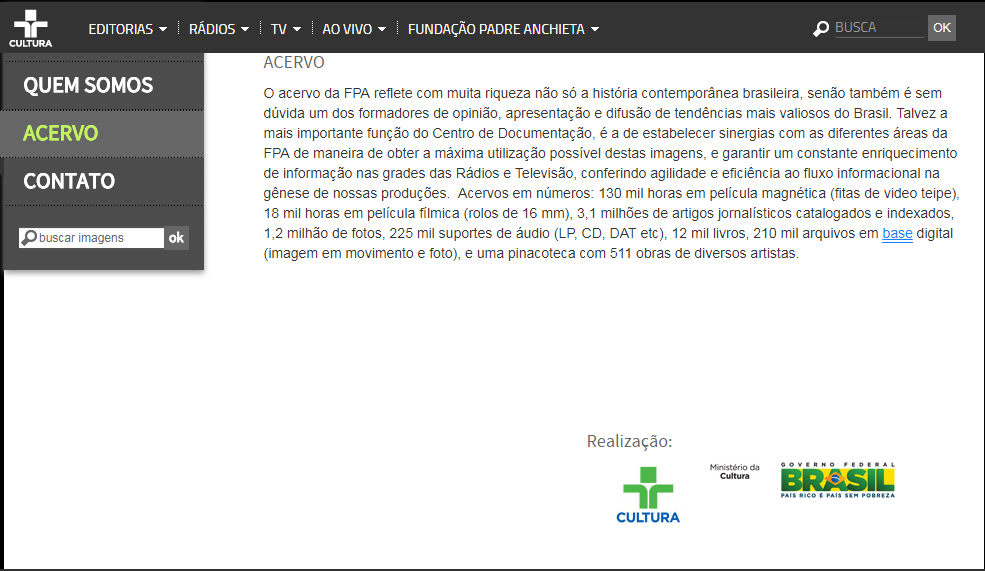 EDITORIAS RÁDIOS TV AO VIVO FUNDAÇÃO PADRE ANCHIETA BUSCA OK
CULTURA
QUEM SOMOS
ACERVO
CONTATO
buscar imagens ok
ACERVO
O acervo da FPA reflete com muita riqueza não só a história contemporânea brasileira, senão também é sem
dúvida um dos formadores de opinião, apresentação e difusão de tendências mais valiosos do Brasil. Talvez a
mais importante função do Centro de Documentação, é a de estabelecer sinergias com as diferentes áreas da
FPA de maneira de obter a máxima utilização possível destas imagens, e garantir um constante enriquecimento
de informação nas grades das Rádios e Televisão, conferindo agilidade e eficiência ao fluxo informacional na
gênese de nossas produções. Acervos em números: 130 mil horas em película magnética (fitas de video teipe),
18 mil horas em película fílmica (rolos de 16 mm), 3,1 milhões de artigos jornalísticos catalogados e indexados,
1,2 milhão de fotos, 225 mil suportes de áudio (LP, CD, DAT etc), 12 mil livros, 210 mil arquivos em base digital
(imagem em movimento e foto), e uma pinacoteca com 511 obras de diversos artistas.
Realização:
CULTURA
Ministério da
Cultura
GOVERNO FEDERAL
BRASIL
PAÍS RICO É PAÍS SEM POBREZA